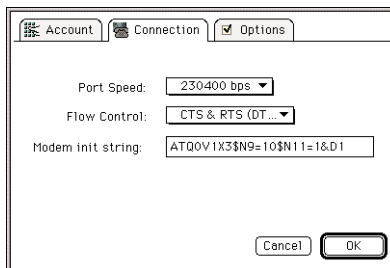 Account Connection Options
Port Speed: 230400 bps
Flow Control: CTS & RTS (DT...
Modem init string: ATQ0V1X3$N9=10$N11=1&D1
Cancel OK